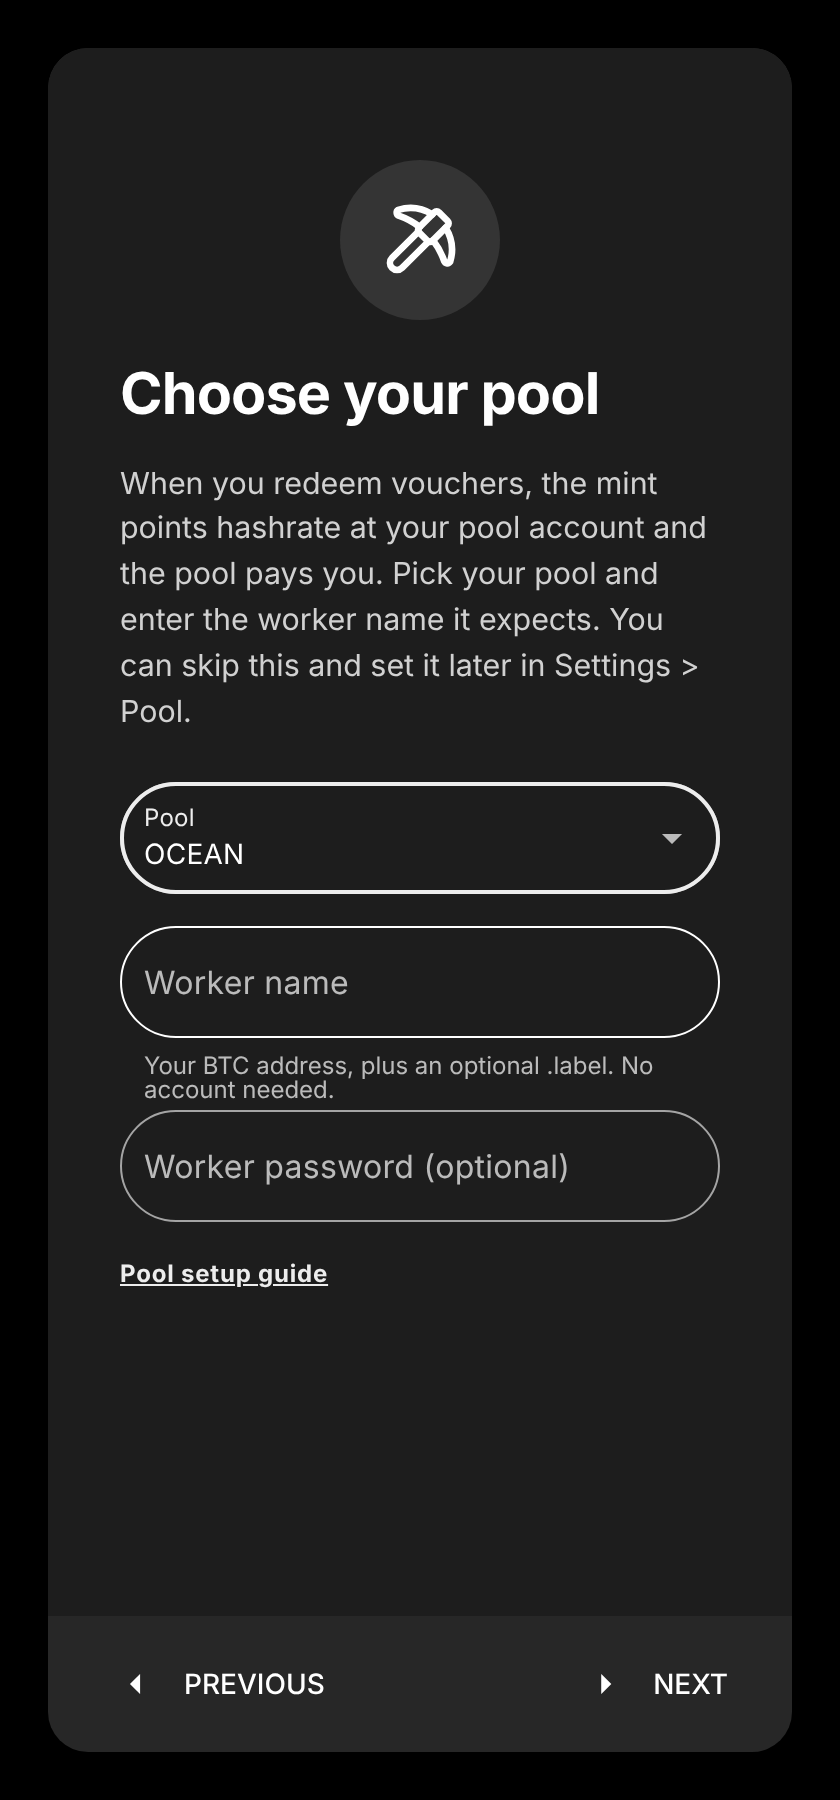 Choose your pool
When you redeem vouchers, the mint
points hashrate at your pool account and
the pool pays you. Pick your pool and
enter the worker name it expects. You
can skip this and set it later in Settings >
Pool.
Pool
OCEAN
Worker name
Your BTC address, plus an optional .label. No
account needed.
Worker password (optional)
Pool setup guide
PREVIOUS
NEXT